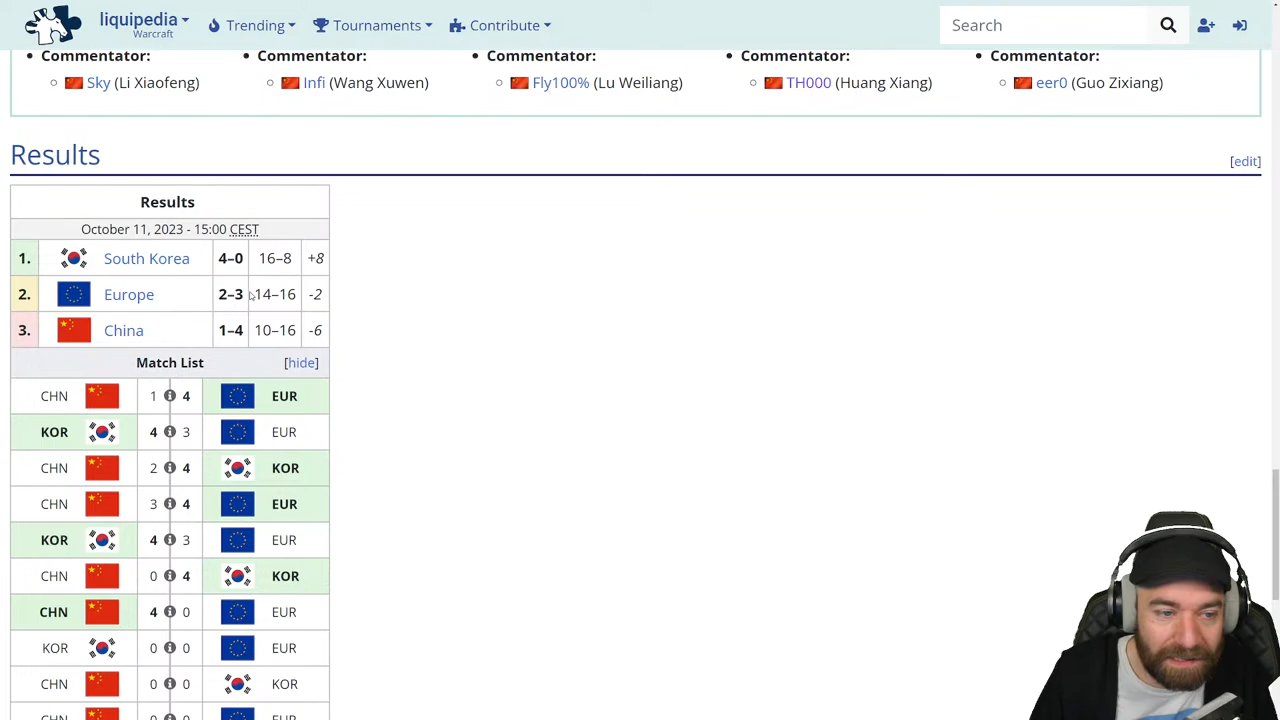 liquipedia
Warcraft
Trending
Tournaments
Contribute
Search
Commentator: Commentator: Commentator: Commentator: Commentator:
Sky (Li Xiaofeng) Infi (Wang Xuwen) Fly100% (Lu Weiliang) TH000 (Huang Xiang) eer0 (Guo Zixiang)
Results
[edit]
Results
October 11, 2023 - 15:00 CEST
1. South Korea 4–0 16–8 +8
2. Europe 2–3 14–16 -2
3. China 1–4 10–16 -6
Match List [hide]
CHN 1 4 EUR
KOR 4 3 EUR
CHN 2 4 KOR
CHN 3 4 EUR
KOR 4 3 EUR
CHN 0 4 KOR
CHN 4 0 EUR
KOR 0 0 EUR
CHN 0 0 KOR
CHN 0 0 EUR